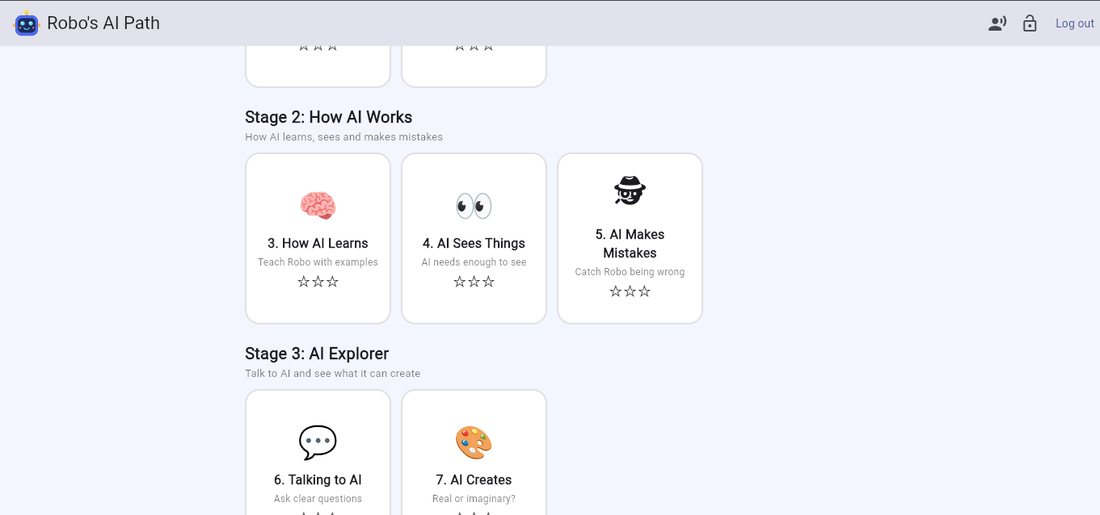 Robo's AI Path
Log out
☆☆☆
☆☆☆
Stage 2: How AI Works
How AI learns, sees and makes mistakes
3. How AI Learns
Teach Robo with examples
☆☆☆
4. AI Sees Things
AI needs enough to see
☆☆☆
5. AI Makes
Mistakes
Catch Robo being wrong
☆☆☆
Stage 3: AI Explorer
Talk to AI and see what it can create
6. Talking to AI
Ask clear questions
☆☆☆
7. AI Creates
Real or imaginary?
☆☆☆